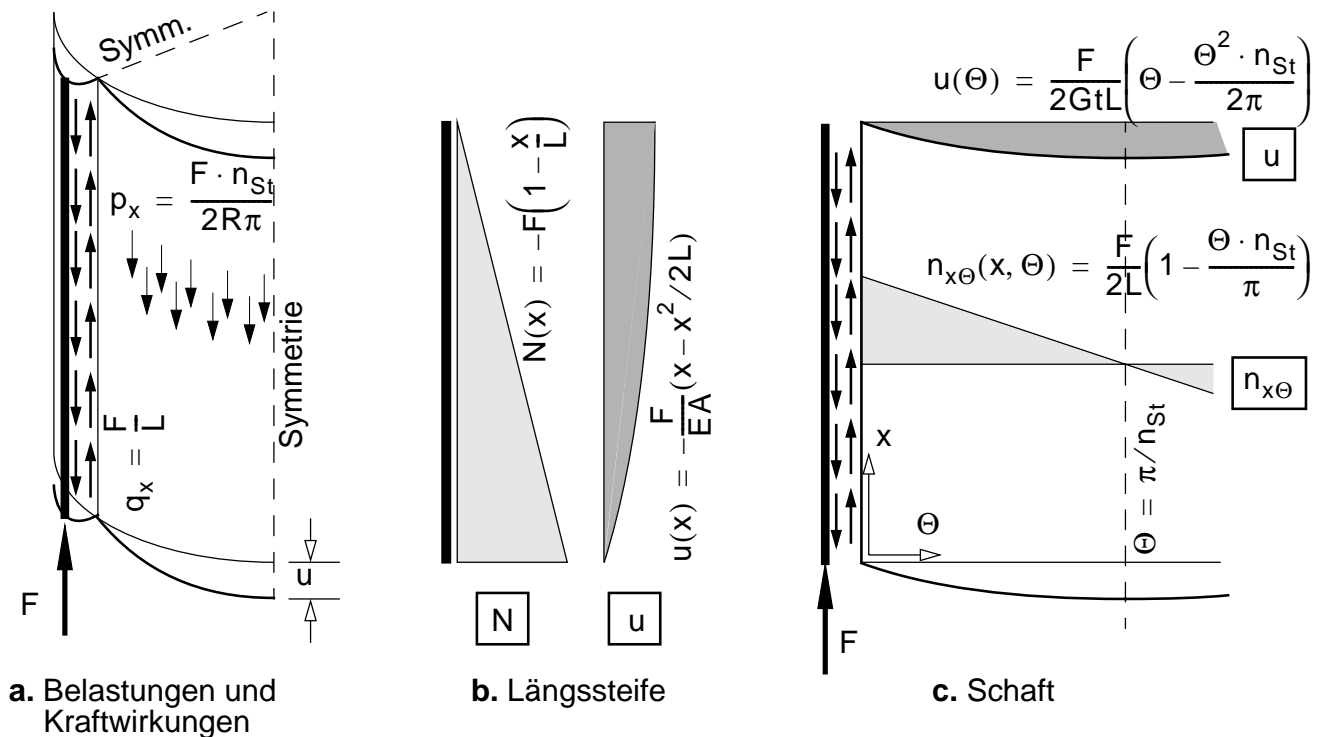 Symm.
p_x = F · n_St / 2Rπ
q_x = F / L
Symmetrie
u
F
a. Belastungen und
Kraftwirkungen
N(x) = -F(1 - x/L)
u(x) = -F/EA (x - x²/2L)
N
u
b. Längssteife
u(Θ) = F/2GtL (Θ - Θ² · n_St / 2π)
u
n_xΘ(x, Θ) = F/2L (1 - Θ · n_St / π)
n_xΘ
x
Θ
Θ = π/n_St
F
c. Schaft